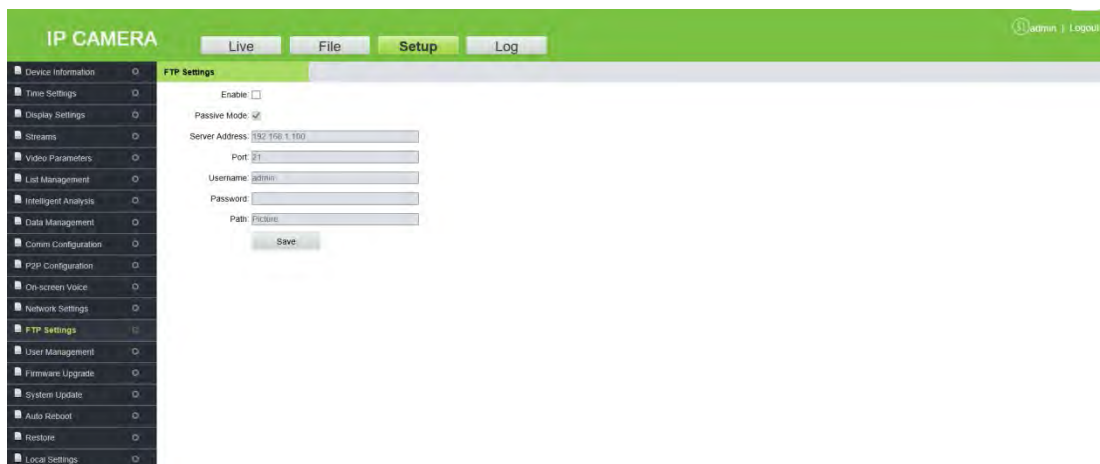 IP CAMERA
Live File Setup Log
admin | Logout
Device Information
Time Settings
Display Settings
Streams
Video Parameters
List Management
Intelligent Analysis
Data Management
Comm Configuration
P2P Configuration
On-screen Voice
Network Settings
FTP Settings
User Management
Firmware Upgrade
System Update
Auto Reboot
Restore
Local Settings
FTP Settings
Enable:
Passive Mode:
Server Address: 192.168.1.100
Port: 21
Username: admin
Password:
Path: Picture
Save